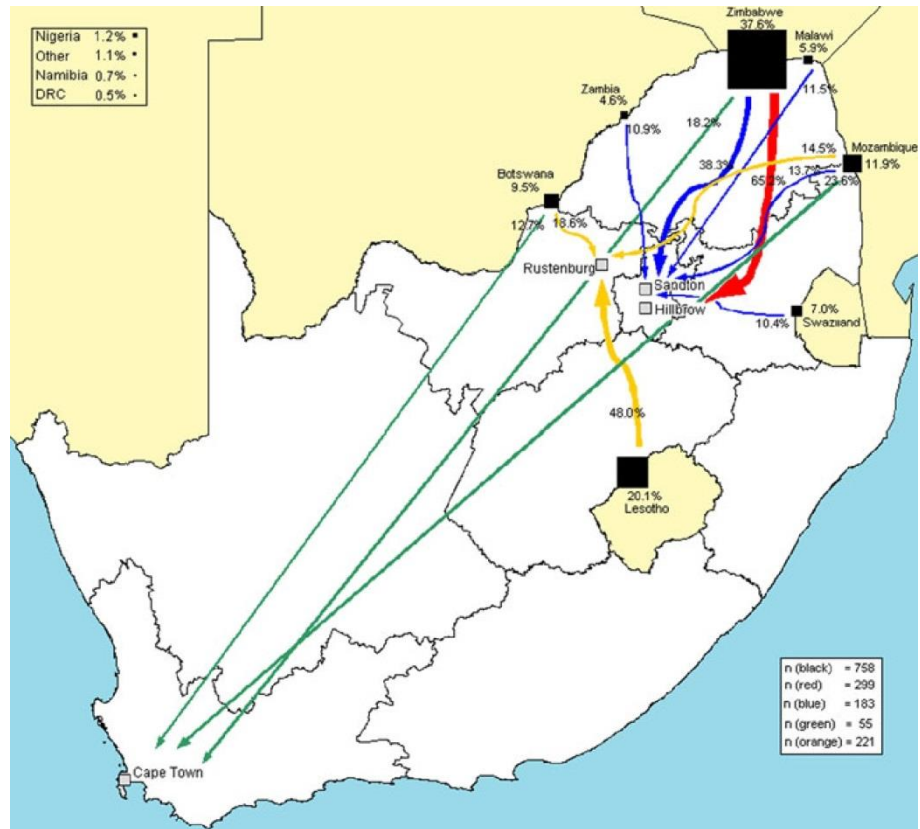 Nigeria 1.2%
Other 1.1%
Namibia 0.7%
DRC 0.5%
Zimbabwe
37.6%
Malawi
5.9%
11.5%
Zambia
4.6%
10.9%
18.2%
14.5%
Mozambique
11.9%
38.3%
13.7%
23.6%
Botswana
9.5%
12.7%
18.6%
Rustenburg
Sandton
Hillbrow
7.0%
Swaziland
10.4%
48.0%
20.1%
Lesotho
n (black) = 758
n (red) = 299
n (blue) = 183
n (green) = 55
n (orange) = 221
Cape Town